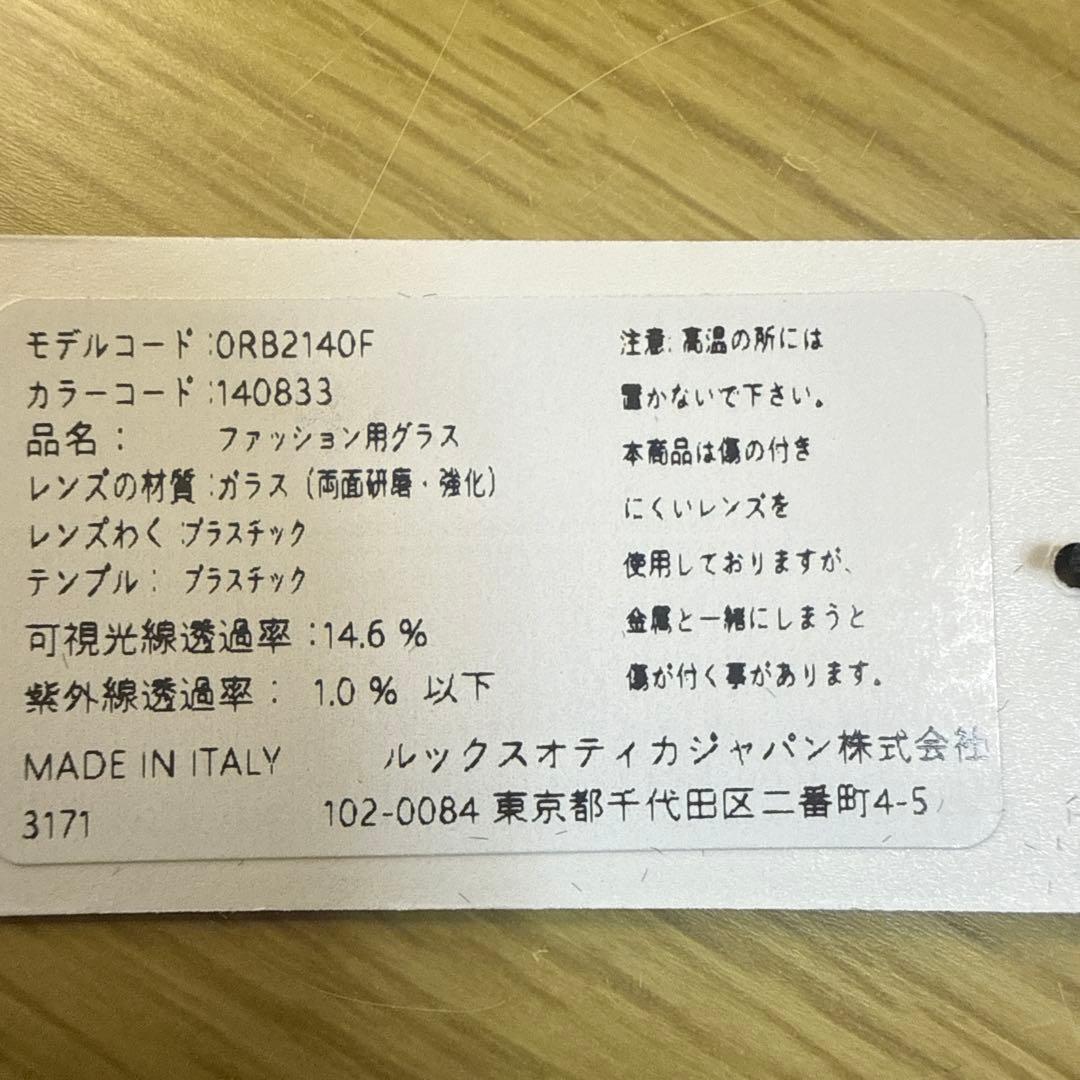 モデルコード :0RB2140F
カラーコード :140833
品名 : ファッション用グラス
レンズの材質 :ガラス (両面研磨・強化)
レンズわく :プラスチック
テンプル : プラスチック
可視光線透過率 :14.6 %
紫外線透過率 : 1.0 % 以下
MADE IN ITALY
3171
注意: 高温の所には
置かないで下さい。
本商品は傷の付き
にくいレンズを
使用しておりますが、
金属と一緒にしまうと
傷が付く事があります。
ルックスオティカジャパン株式会社
102-0084 東京都千代田区二番町4-5